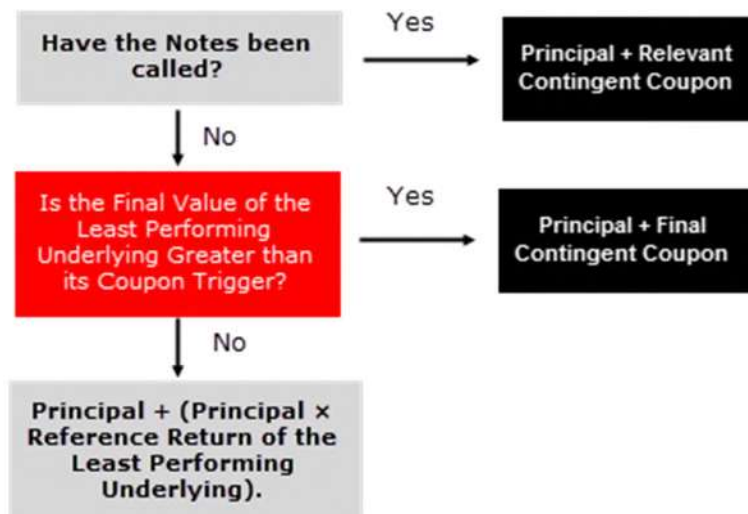 Have the Notes been
called?
Yes
Principal + Relevant
Contingent Coupon
No
Is the Final Value of the
Least Performing
Underlying Greater than
its Coupon Trigger?
Yes
Principal + Final
Contingent Coupon
No
Principal + (Principal ×
Reference Return of the
Least Performing
Underlying).